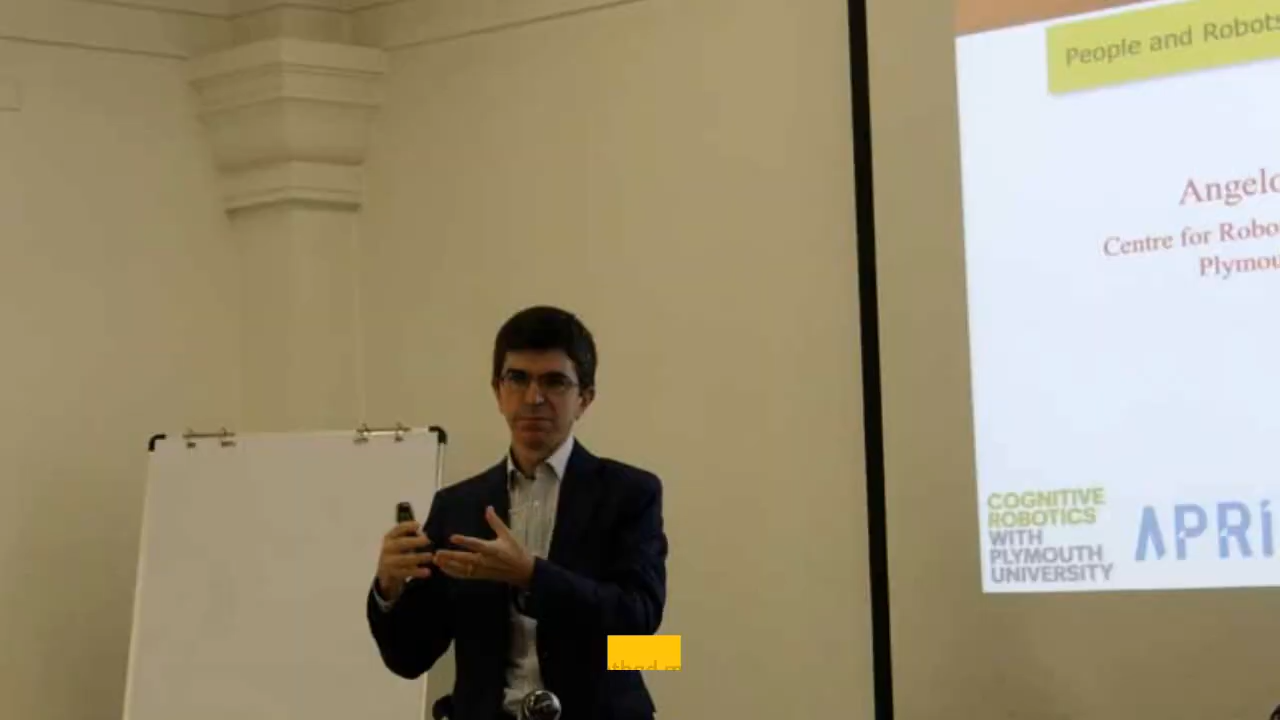 People and Robots
Angelo
Centre for Robo
Plymou
COGNITIVE
ROBOTICS
WITH
PLYMOUTH
UNIVERSITY
APRI